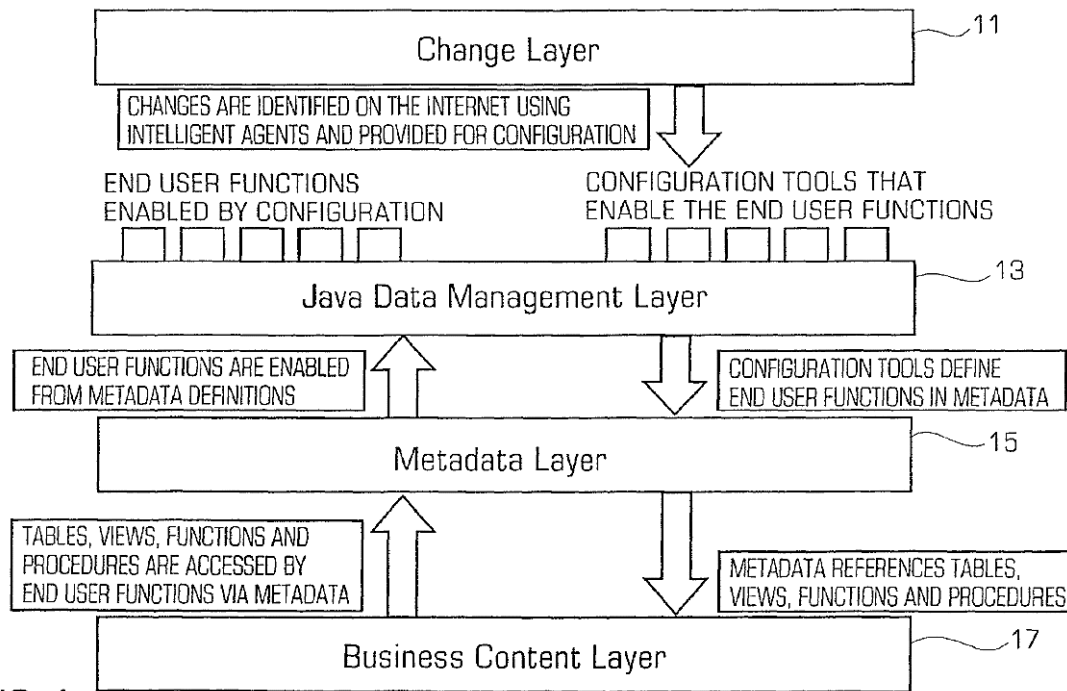 Change Layer
11
CHANGES ARE IDENTIFIED ON THE INTERNET USING
INTELLIGENT AGENTS AND PROVIDED FOR CONFIGURATION
END USER FUNCTIONS
ENABLED BY CONFIGURATION
CONFIGURATION TOOLS THAT
ENABLE THE END USER FUNCTIONS
Java Data Management Layer
13
END USER FUNCTIONS ARE ENABLED
FROM METADATA DEFINITIONS
CONFIGURATION TOOLS DEFINE
END USER FUNCTIONS IN METADATA
Metadata Layer
15
TABLES, VIEWS, FUNCTIONS AND
PROCEDURES ARE ACCESSED BY
END USER FUNCTIONS VIA METADATA
METADATA REFERENCES TABLES,
VIEWS, FUNCTIONS AND PROCEDURES
Business Content Layer
17